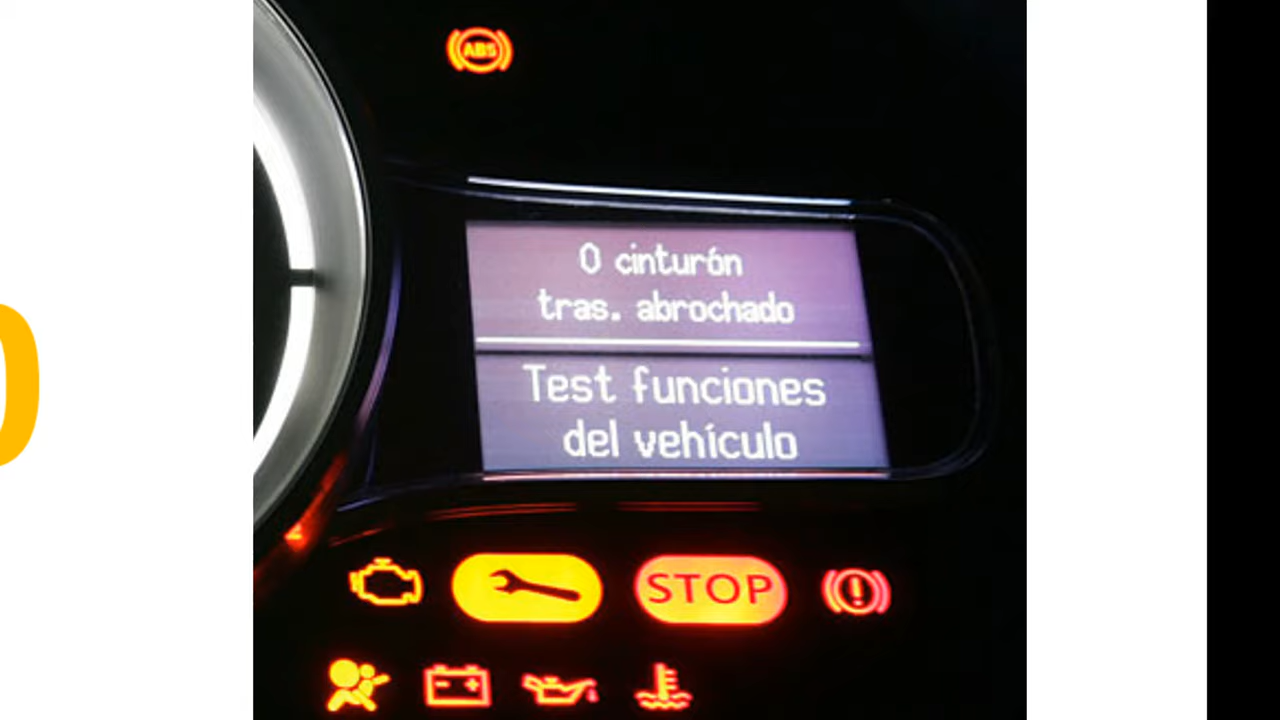 ABS
0 cinturón
tras. abrochado
Test funciones
del vehículo
STOP